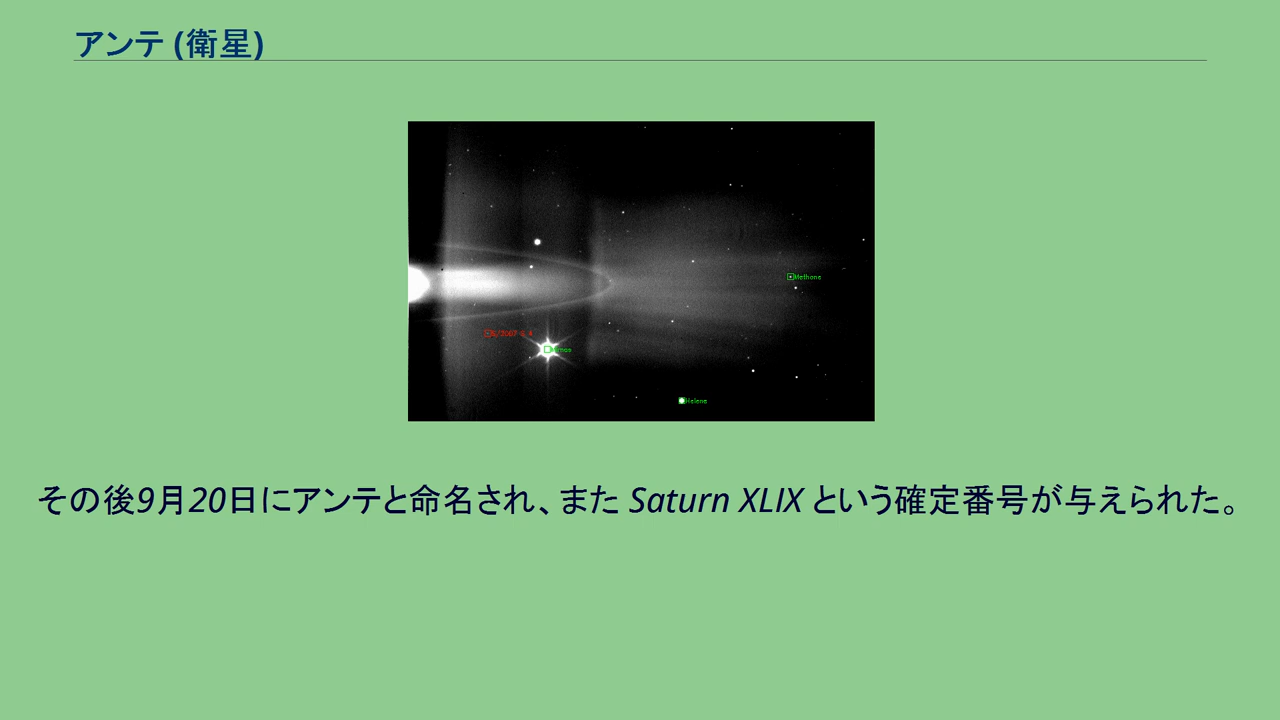 アンテ (衛星)
Methone
S/2007 S 4
Helene
その後9月20日にアンテと命名され、また Saturn XLIX という確定番号が与えられた。